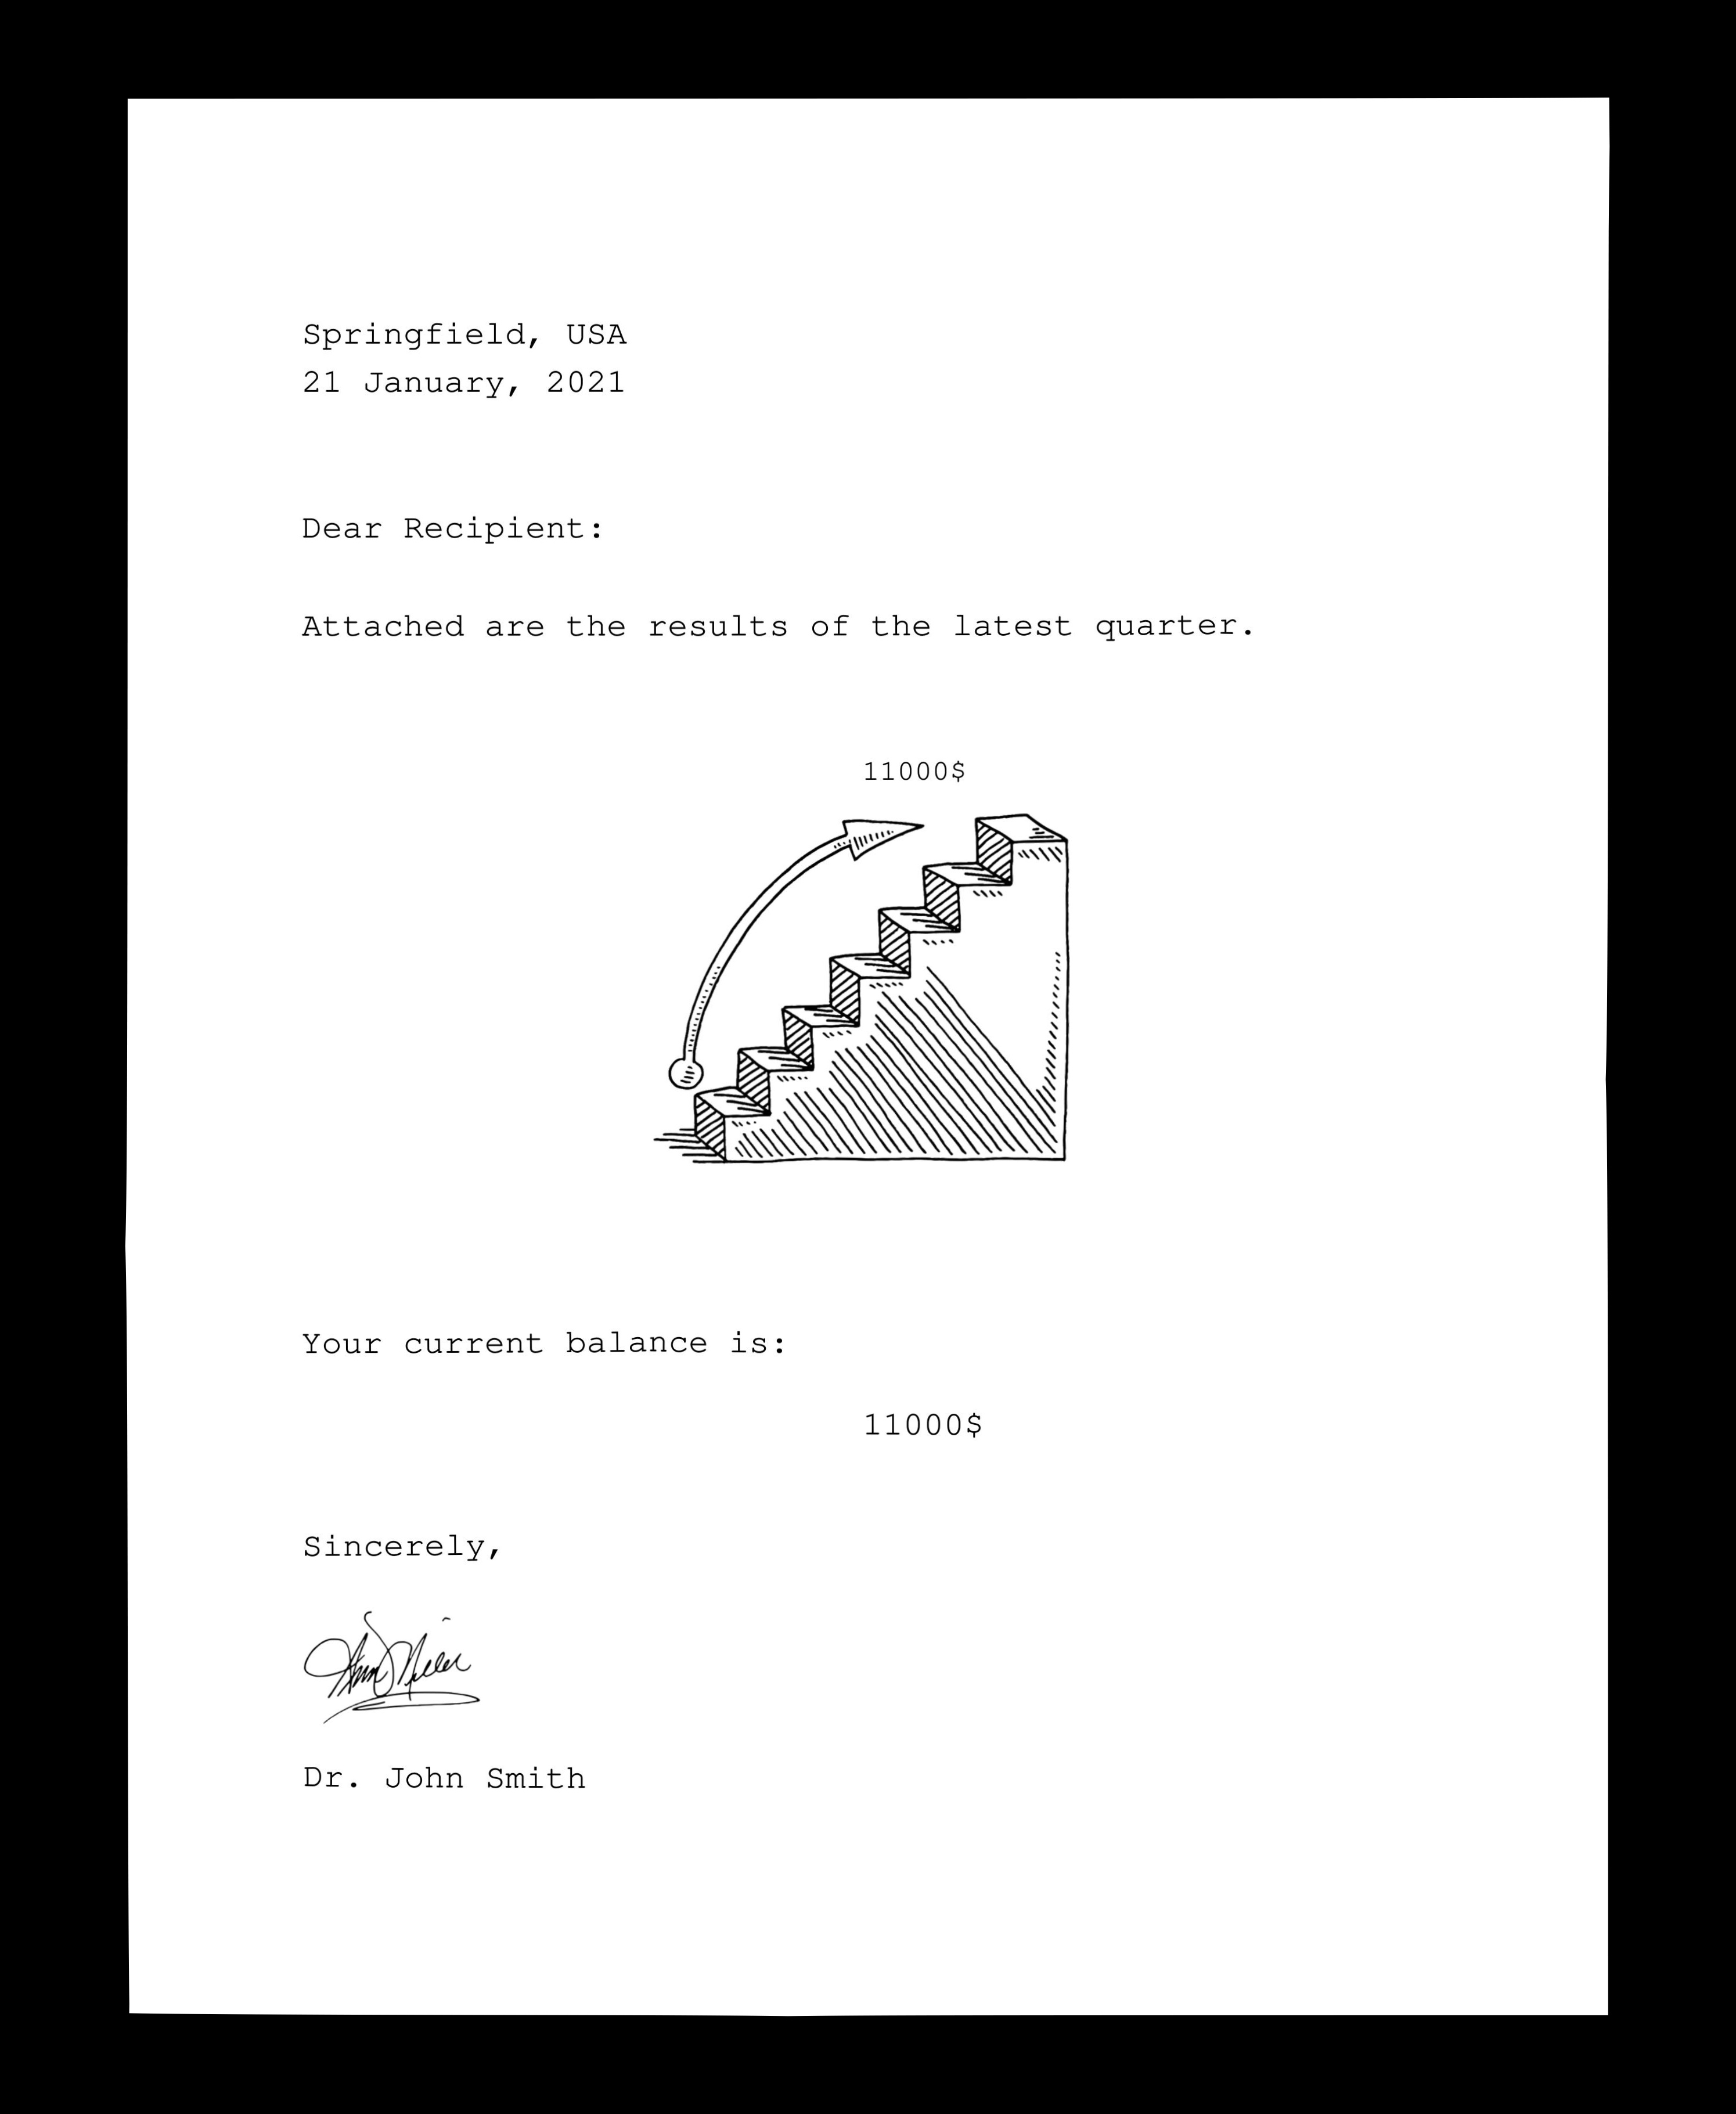 Springfield, USA
21 January, 2021
Dear Recipient:
Attached are the results of the latest quarter.
11000$
Your current balance is:
11000$
Sincerely,
Dr. John Smith